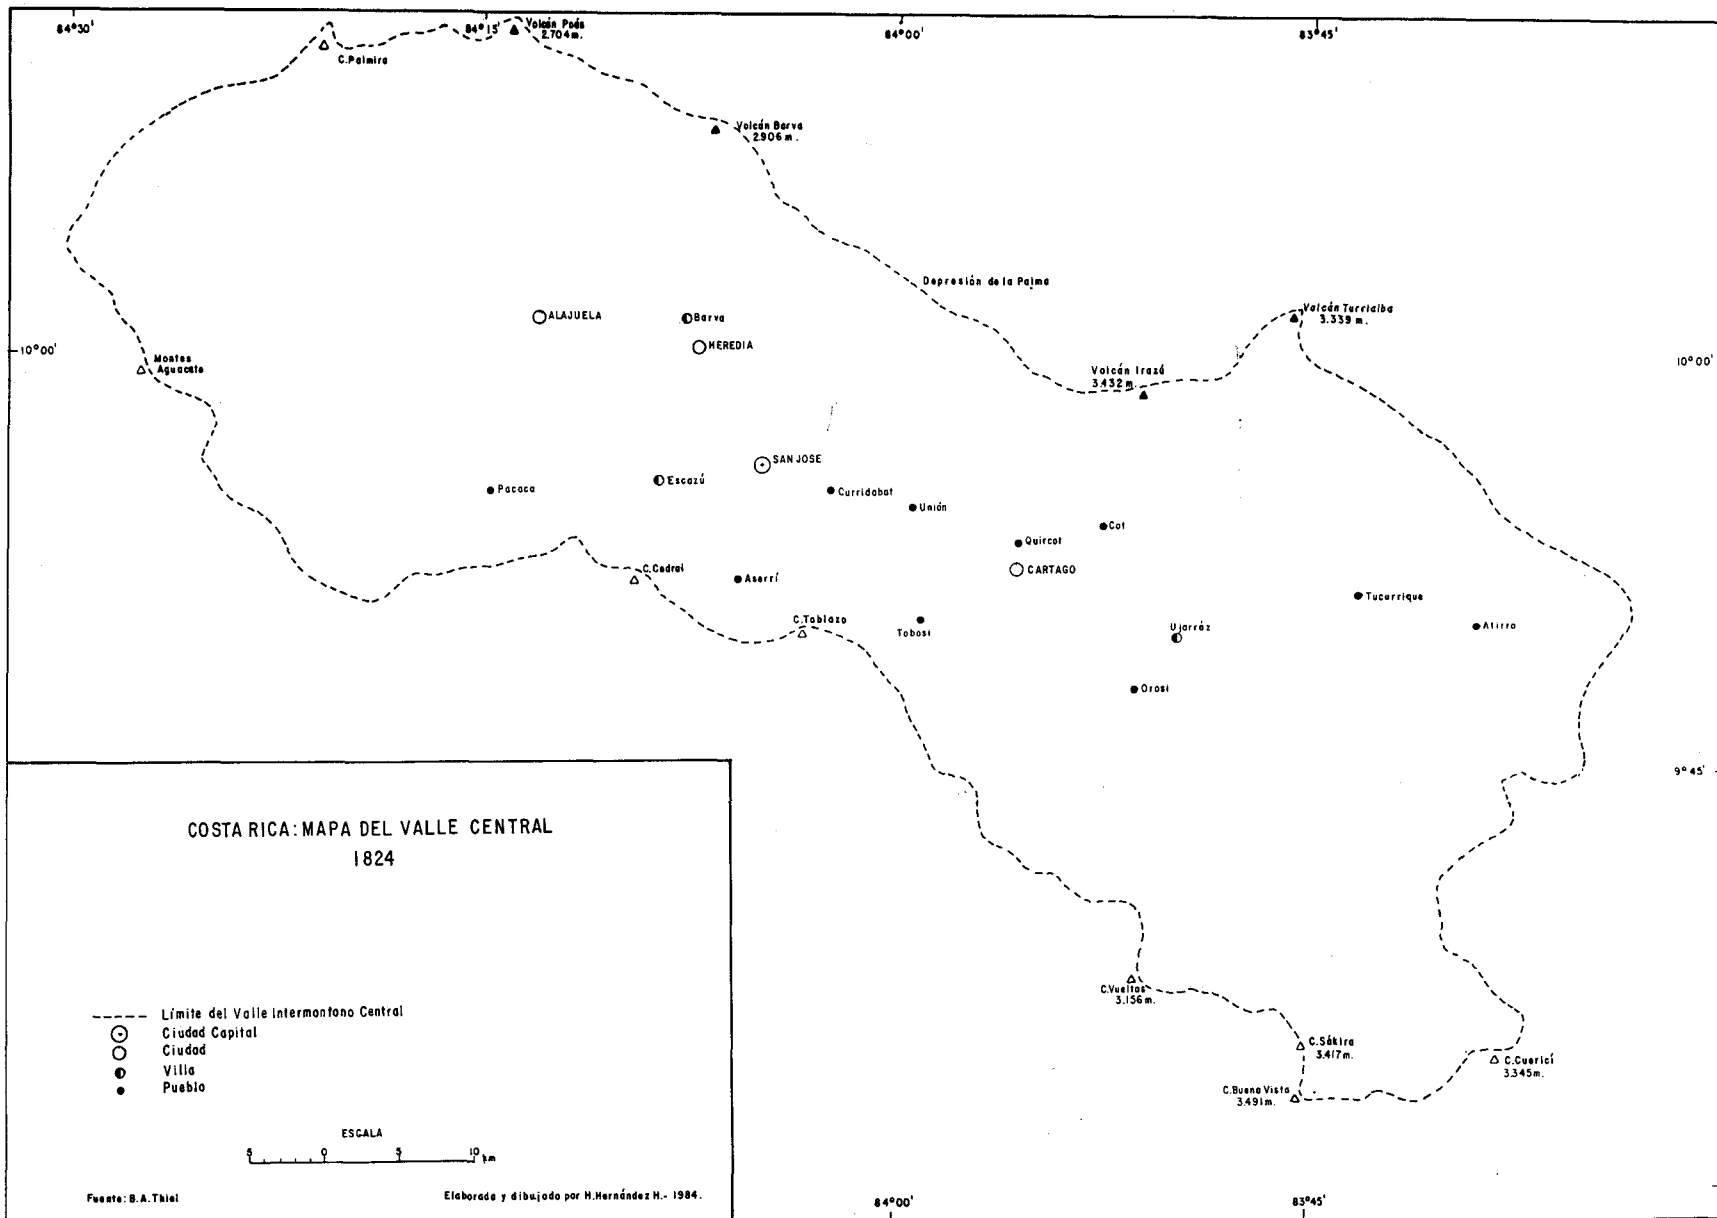 84°30'
84°15'
84°00'
83°45'
Volcán Poás
2.704 m.
C. Palmira
Volcán Barva
2.906 m.
Depresión de la Palma
Volcán Turrialba
3.339 m.
ALAJUELA
Barva
HEREDIA
10°00'
10°00'
Montes
Aguacate
Volcán Irazú
3.432 m.
SAN JOSE
Escazú
Pacaca
Curridabat
Unión
Cot
Quircot
CARTAGO
C. Cedral
Aserrí
Tucurrique
C. Tablazo
Tobosi
Ujarráz
Atirro
Orosi
9°45'
COSTA RICA: MAPA DEL VALLE CENTRAL
1824
C. Vueltas
3.156 m.
Límite del Valle Intermontano Central
Ciudad Capital
Ciudad
Villa
Pueblo
C. Sákira
3.417 m.
C. Cuericí
3.345 m.
C. Buena Vista
3.491 m.
ESCALA
5 0 5 10 km
Fuente: B.A. Thiel
Elaborado y dibujado por H. Hernández H.- 1984.
84°00'
83°45'